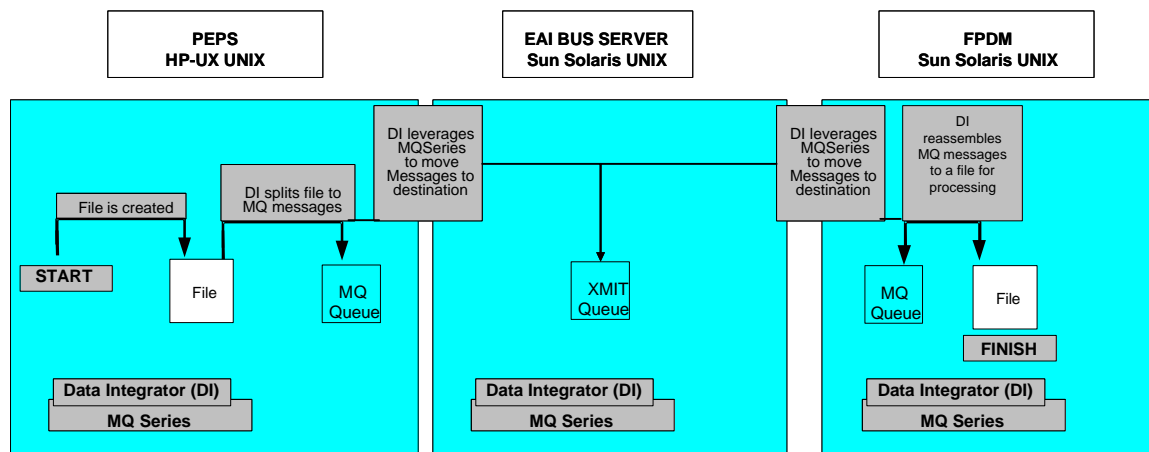 PEPS
HP-UX UNIX
EAI BUS SERVER
Sun Solaris UNIX
FPDM
Sun Solaris UNIX
File is created
START
File
DI splits file to
MQ messages
MQ
Queue
DI leverages
MQSeries
to move
Messages to
destination
XMIT
Queue
DI leverages
MQSeries
to move
Messages to
destination
DI
reassembles
MQ messages
to a file for
processing
MQ
Queue
File
FINISH
Data Integrator (DI)
MQ Series
Data Integrator (DI)
MQ Series
Data Integrator (DI)
MQ Series